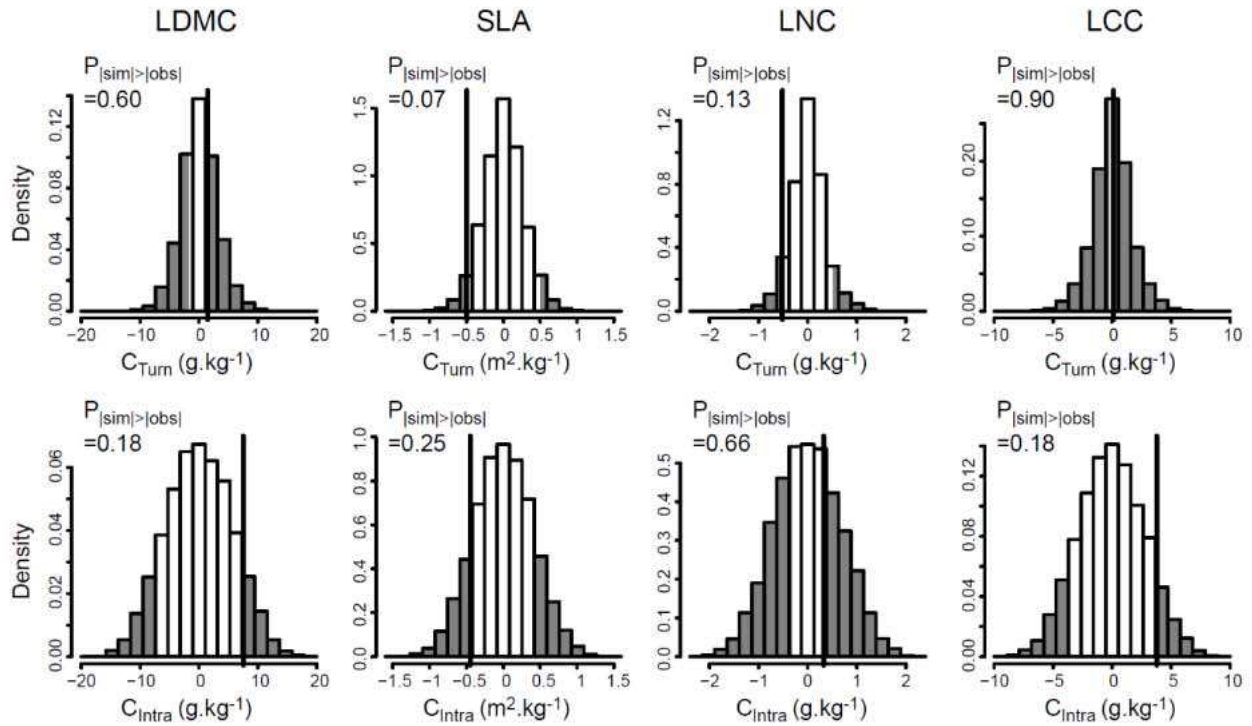 LDMC SLA LNC LCC
P|sim|>|obs| P|sim|>|obs| P|sim|>|obs| P|sim|>|obs|
=0.60 =0.07 =0.13 =0.90
Density
0.00 0.04 0.08 0.12
0.0 0.5 1.0 1.5
0.0 0.4 0.8 1.2
0.00 0.10 0.20
−20 −10 0 10 20
−1.5 −1 −0.5 0 0.5 1 1.5
−2 −1 0 1 2
−10 −5 0 5 10
CTurn (g.kg-1) CTurn (m2.kg-1) CTurn (g.kg-1) CTurn (g.kg-1)
P|sim|>|obs| P|sim|>|obs| P|sim|>|obs| P|sim|>|obs|
=0.18 =0.25 =0.66 =0.18
Density
0.00 0.02 0.04 0.06
0.0 0.2 0.4 0.6 0.8 1.0
0.0 0.1 0.2 0.3 0.4 0.5
0.00 0.04 0.08 0.12
−20 −10 0 10 20
−1.5 −1 −0.5 0 0.5 1 1.5
−2 −1 0 1 2
−10 −5 0 5 10
CIntra (g.kg-1) CIntra (m2.kg-1) CIntra (g.kg-1) CIntra (g.kg-1)